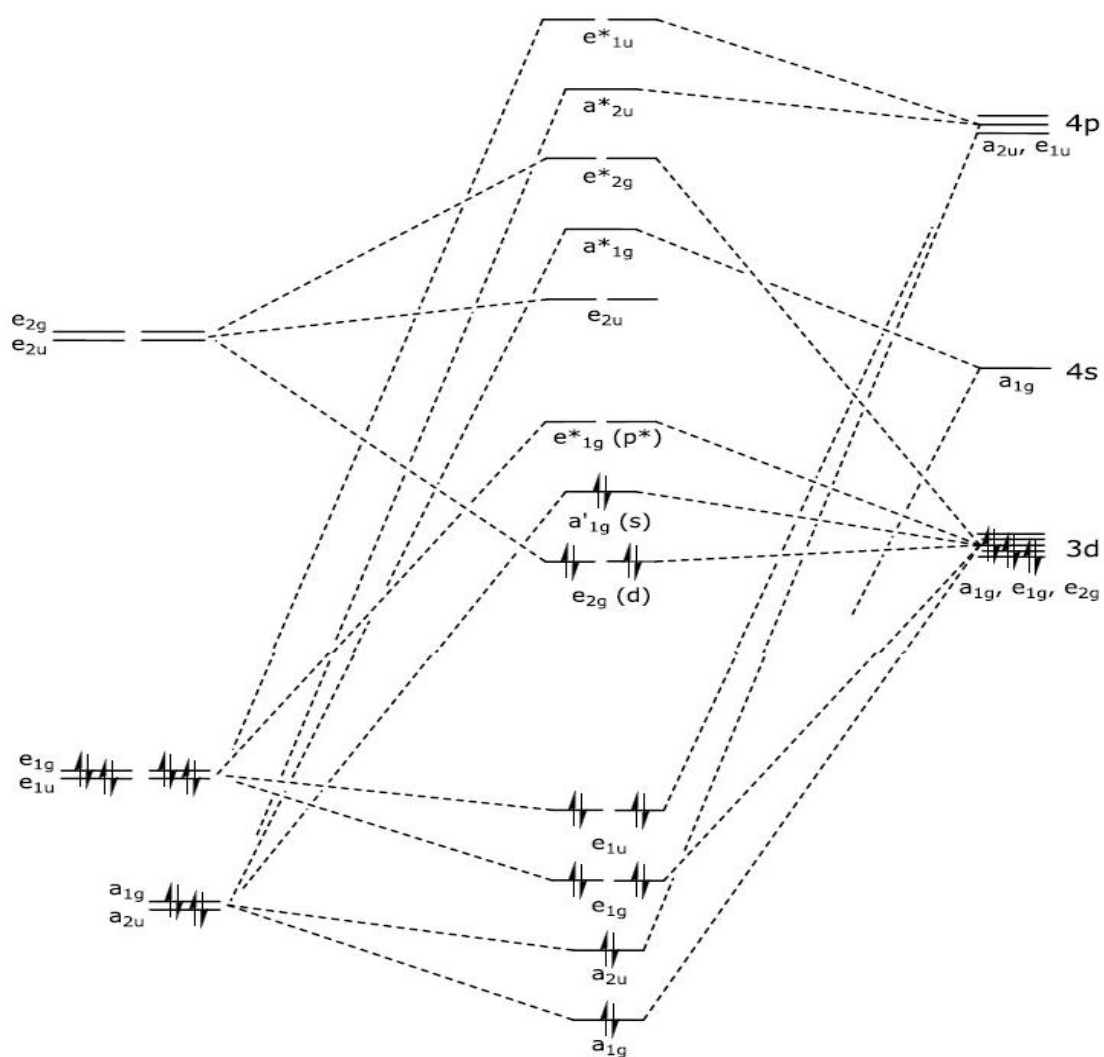 e*1u
a*2u
4p
a2u, e1u
e*2g
a*1g
e2g
e2u
e2u
4s
a1g
e*1g (p*)
a'1g (s)
3d
e2g (d)
a1g, e1g, e2g
e1g
e1u
e1u
a1g
a2u
e1g
a2u
a1g